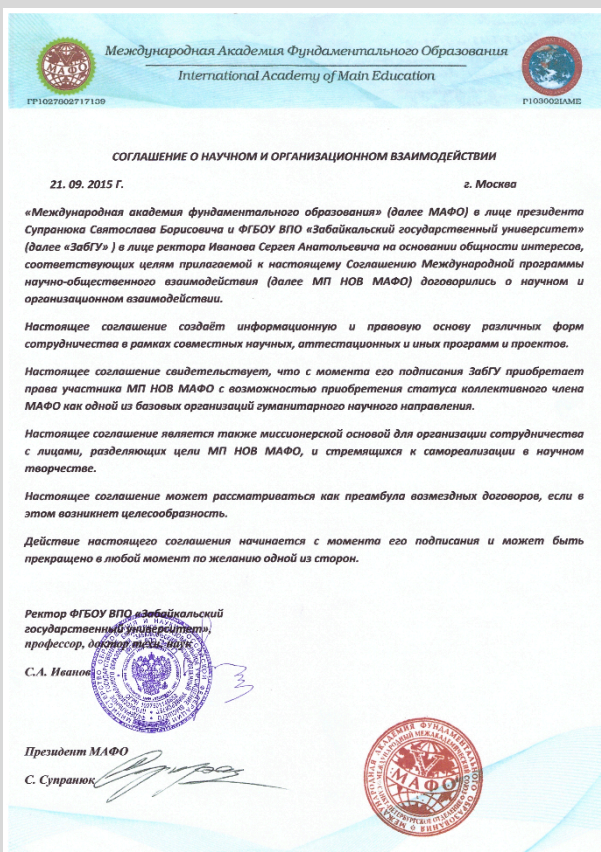 Международная Академия Фундаментального Образования
International Academy of Main Education
МАФО
ГР1027802717139
Р103002IAME
СОГЛАШЕНИЕ О НАУЧНОМ И ОРГАНИЗАЦИОННОМ ВЗАИМОДЕЙСТВИИ
21. 09. 2015 Г. г. Москва
«Международная академия фундаментального образования» (далее МАФО) в лице президента
Супранюка Святослава Борисовича и ФГБОУ ВПО «Забайкальский государственный университет»
(далее «ЗабГУ» ) в лице ректора Иванова Сергея Анатольевича на основании общности интересов,
соответствующих целям прилагаемой к настоящему Соглашению Международной программы
научно-общественного взаимодействия (далее МП НОВ МАФО) договорились о научном и
организационном взаимодействии.
Настоящее соглашение создаёт информационную и правовую основу различных форм
сотрудничества в рамках совместных научных, аттестационных и иных программ и проектов.
Настоящее соглашение свидетельствует, что с момента его подписания ЗабГУ приобретает
права участника МП НОВ МАФО с возможностью приобретения статуса коллективного члена
МАФО как одной из базовых организаций гуманитарного научного направления.
Настоящее соглашение является также миссионерской основой для организации сотрудничества
с лицами, разделяющих цели МП НОВ МАФО, и стремящихся к самореализации в научном
творчестве.
Настоящее соглашение может рассматриваться как преамбула возмездных договоров, если в
этом возникнет целесообразность.
Действие настоящего соглашения начинается с момента его подписания и может быть
прекращено в любой момент по желанию одной из сторон.
Ректор ФГБОУ ВПО «Забайкальский
государственный университет»,
профессор, доктор техн. наук
С.А. Иванов
Президент МАФО
С. Супранюк
МЕЖДУНАРОДНАЯ АКАДЕМИЯ ФУНДАМЕНТАЛЬНОГО ОБРАЗОВАНИЯ
МАФО